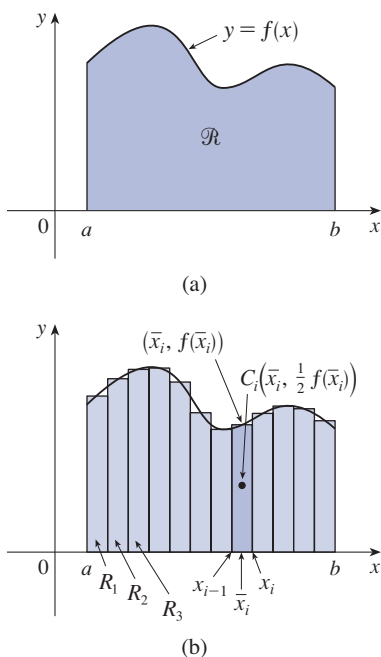 y
y = f(x)
ℛ
0
a
b
x
(a)
y
(x̄ᵢ, f(x̄ᵢ))
Cᵢ(x̄ᵢ, ½ f(x̄ᵢ))
0
a
b
x
R₁
R₂
R₃
xᵢ₋₁
x̄ᵢ
xᵢ
(b)